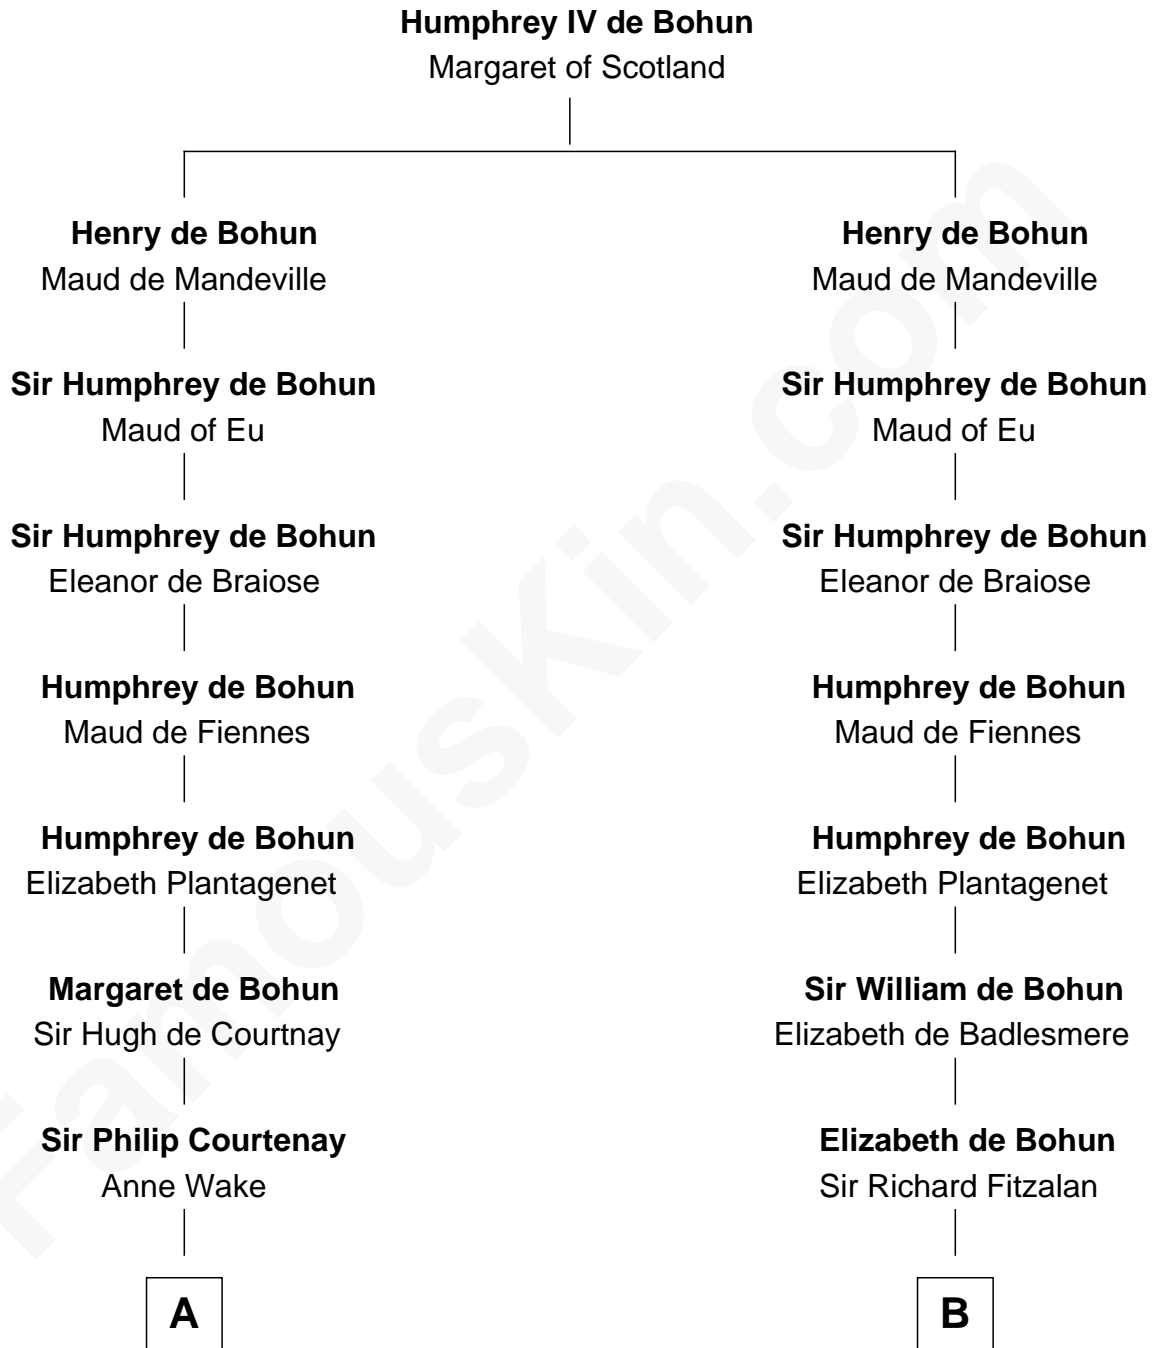 Humphrey IV de Bohun
Margaret of Scotland
Henry de Bohun
Maud de Mandeville
Henry de Bohun
Maud de Mandeville
Sir Humphrey de Bohun
Maud of Eu
Sir Humphrey de Bohun
Maud of Eu
Sir Humphrey de Bohun
Eleanor de Braiose
Sir Humphrey de Bohun
Eleanor de Braiose
Humphrey de Bohun
Maud de Fiennes
Humphrey de Bohun
Maud de Fiennes
Humphrey de Bohun
Elizabeth Plantagenet
Humphrey de Bohun
Elizabeth Plantagenet
Margaret de Bohun
Sir Hugh de Courtnay
Sir William de Bohun
Elizabeth de Badlesmere
Sir Philip Courtenay
Anne Wake
Elizabeth de Bohun
Sir Richard Fitzalan
A
B
FamousKin.com